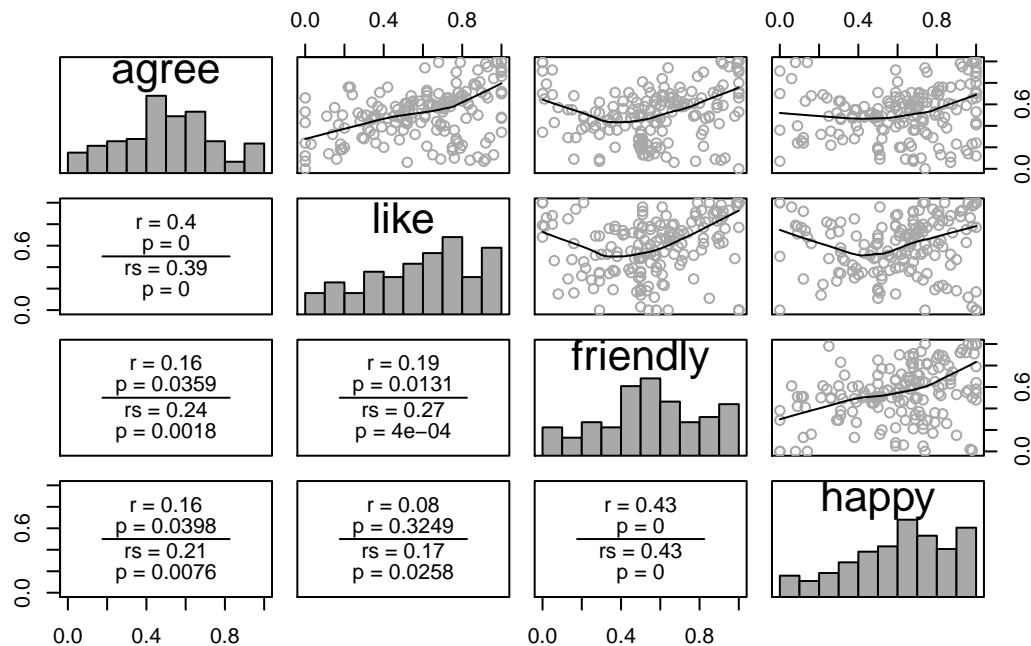 0.0 0.4 0.8 0.0 0.4 0.8
agree
0.0 0.6
like
r = 0.4
p = 0
rs = 0.39
p = 0
0.0 0.6
friendly
r = 0.16
p = 0.0359
rs = 0.24
p = 0.0018
r = 0.19
p = 0.0131
rs = 0.27
p = 4e−04
0.0 0.6
happy
r = 0.16
p = 0.0398
rs = 0.21
p = 0.0076
r = 0.08
p = 0.3249
rs = 0.17
p = 0.0258
r = 0.43
p = 0
rs = 0.43
p = 0
0.0 0.6
0.0 0.4 0.8 0.0 0.4 0.8